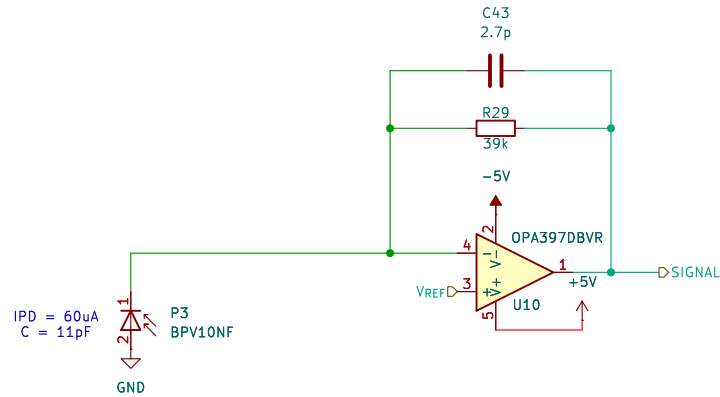 C43
2.7p
R29
39k
-5V
2
OPA397DBVR
4
-
V-
1
SIGNAL
+5V
VREF
3
+
V+
U10
5
1
IPD = 60uA
C = 11pF
P3
BPV10NF
2
GND